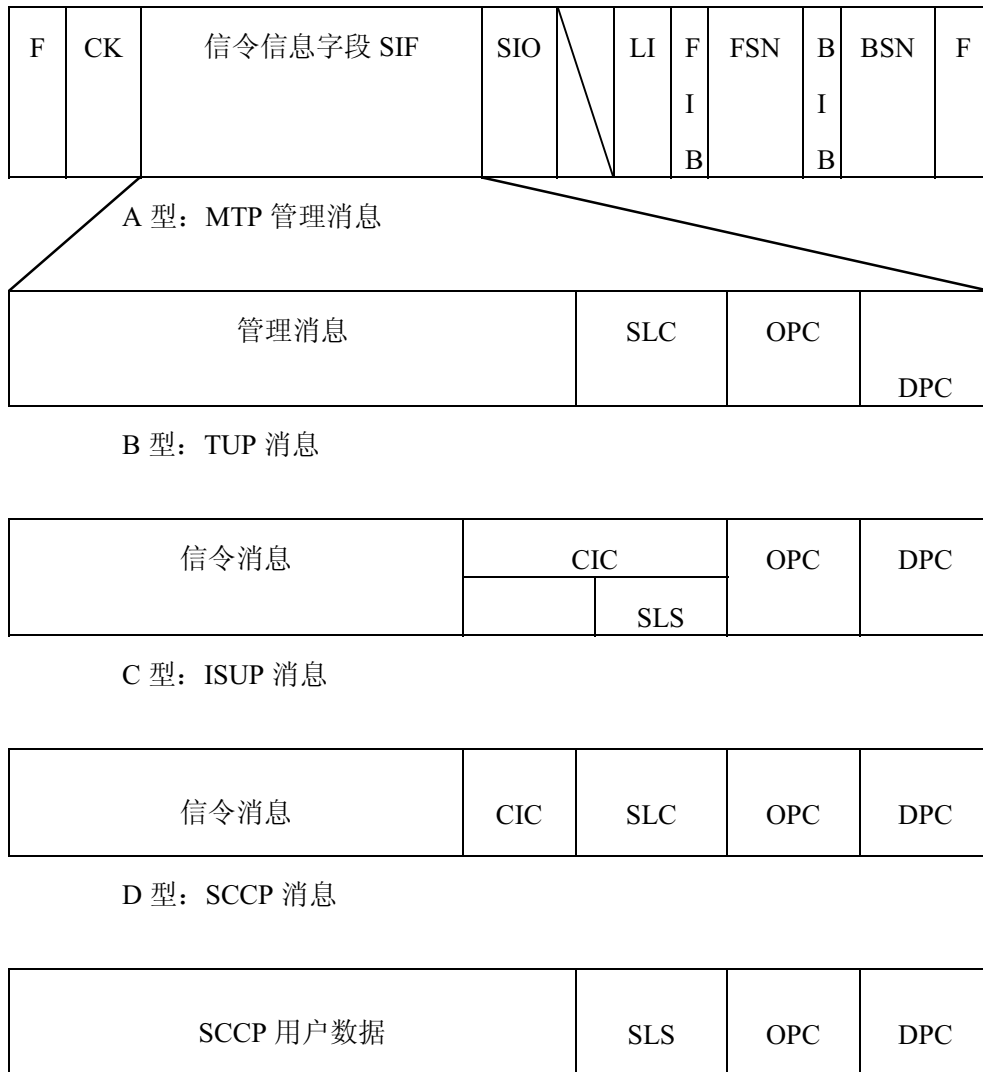 F CK 信令信息字段 SIF SIO LI F FSN B BSN F
I I
B B
A 型：MTP 管理消息
管理消息 SLC OPC
DPC
B 型：TUP 消息
信令消息 CIC OPC DPC
SLS
C 型：ISUP 消息
信令消息 CIC SLC OPC DPC
D 型：SCCP 消息
SCCP 用户数据 SLS OPC DPC